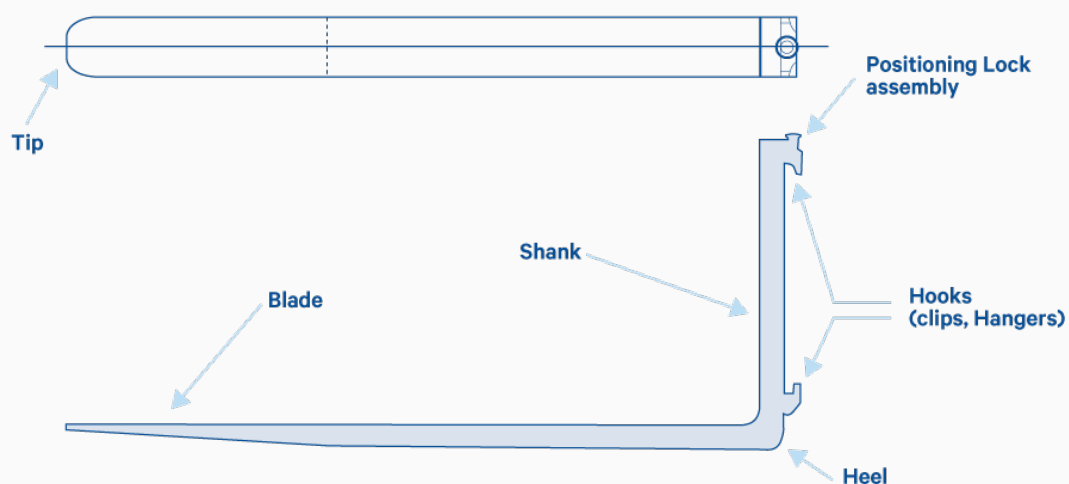 Positioning Lock
assembly
Tip
Shank
Blade
Hooks
(clips, Hangers)
Heel